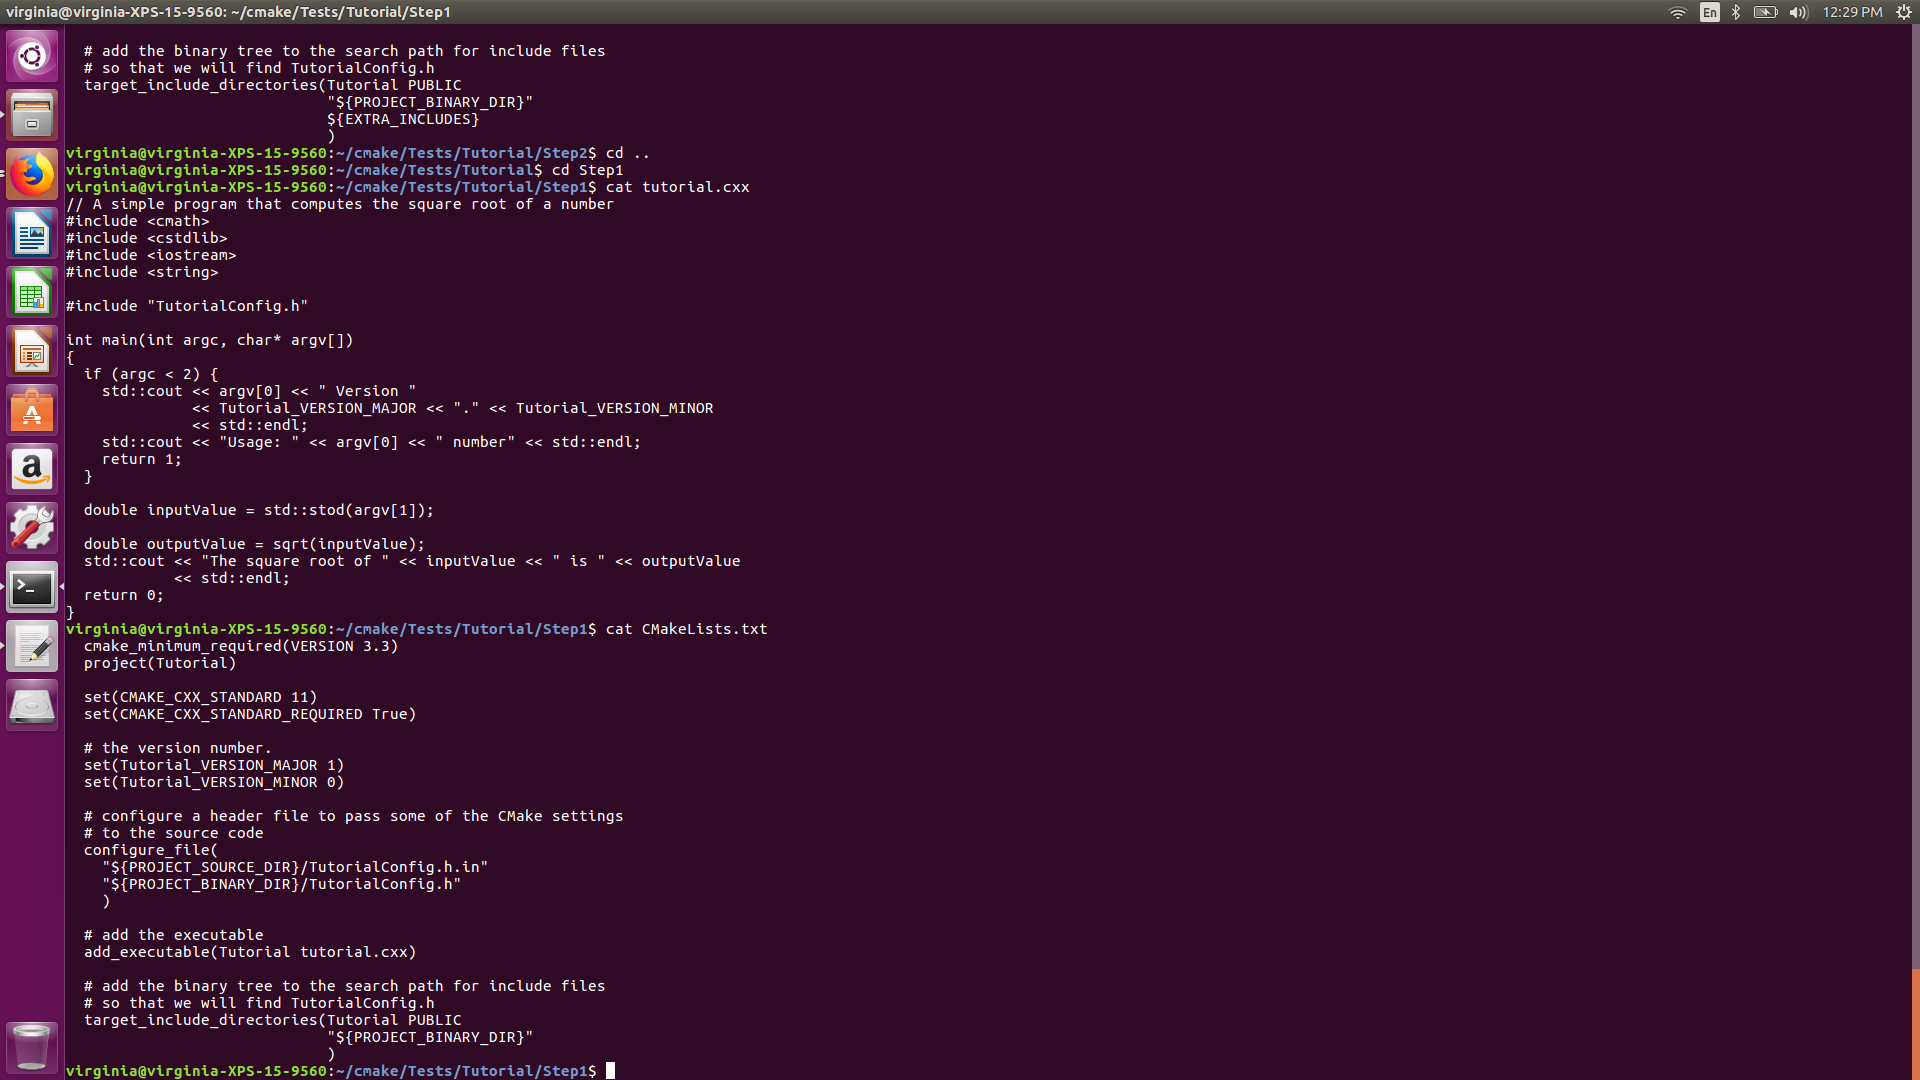 virginia@virginia-XPS-15-9560: ~/cmake/Tests/Tutorial/Step1
En
12:29 PM
  # add the binary tree to the search path for include files
  # so that we will find TutorialConfig.h
  target_include_directories(Tutorial PUBLIC
                             "${PROJECT_BINARY_DIR}"
                             ${EXTRA_INCLUDES}
                             )
virginia@virginia-XPS-15-9560:~/cmake/Tests/Tutorial/Step2$ cd ..
virginia@virginia-XPS-15-9560:~/cmake/Tests/Tutorial$ cd Step1
virginia@virginia-XPS-15-9560:~/cmake/Tests/Tutorial/Step1$ cat tutorial.cxx
// A simple program that computes the square root of a number
#include <cmath>
#include <cstdlib>
#include <iostream>
#include <string>

#include "TutorialConfig.h"

int main(int argc, char* argv[])
{
  if (argc < 2) {
    std::cout << argv[0] << " Version "
              << Tutorial_VERSION_MAJOR << "." << Tutorial_VERSION_MINOR
              << std::endl;
    std::cout << "Usage: " << argv[0] << " number" << std::endl;
    return 1;
  }

  double inputValue = std::stod(argv[1]);

  double outputValue = sqrt(inputValue);
  std::cout << "The square root of " << inputValue << " is " << outputValue
            << std::endl;
  return 0;
}
virginia@virginia-XPS-15-9560:~/cmake/Tests/Tutorial/Step1$ cat CMakeLists.txt
  cmake_minimum_required(VERSION 3.3)
  project(Tutorial)

  set(CMAKE_CXX_STANDARD 11)
  set(CMAKE_CXX_STANDARD_REQUIRED True)

  # the version number.
  set(Tutorial_VERSION_MAJOR 1)
  set(Tutorial_VERSION_MINOR 0)

  # configure a header file to pass some of the CMake settings
  # to the source code
  configure_file(
    "${PROJECT_SOURCE_DIR}/TutorialConfig.h.in"
    "${PROJECT_BINARY_DIR}/TutorialConfig.h"
    )

  # add the executable
  add_executable(Tutorial tutorial.cxx)

  # add the binary tree to the search path for include files
  # so that we will find TutorialConfig.h
  target_include_directories(Tutorial PUBLIC
                             "${PROJECT_BINARY_DIR}"
                             )
virginia@virginia-XPS-15-9560:~/cmake/Tests/Tutorial/Step1$